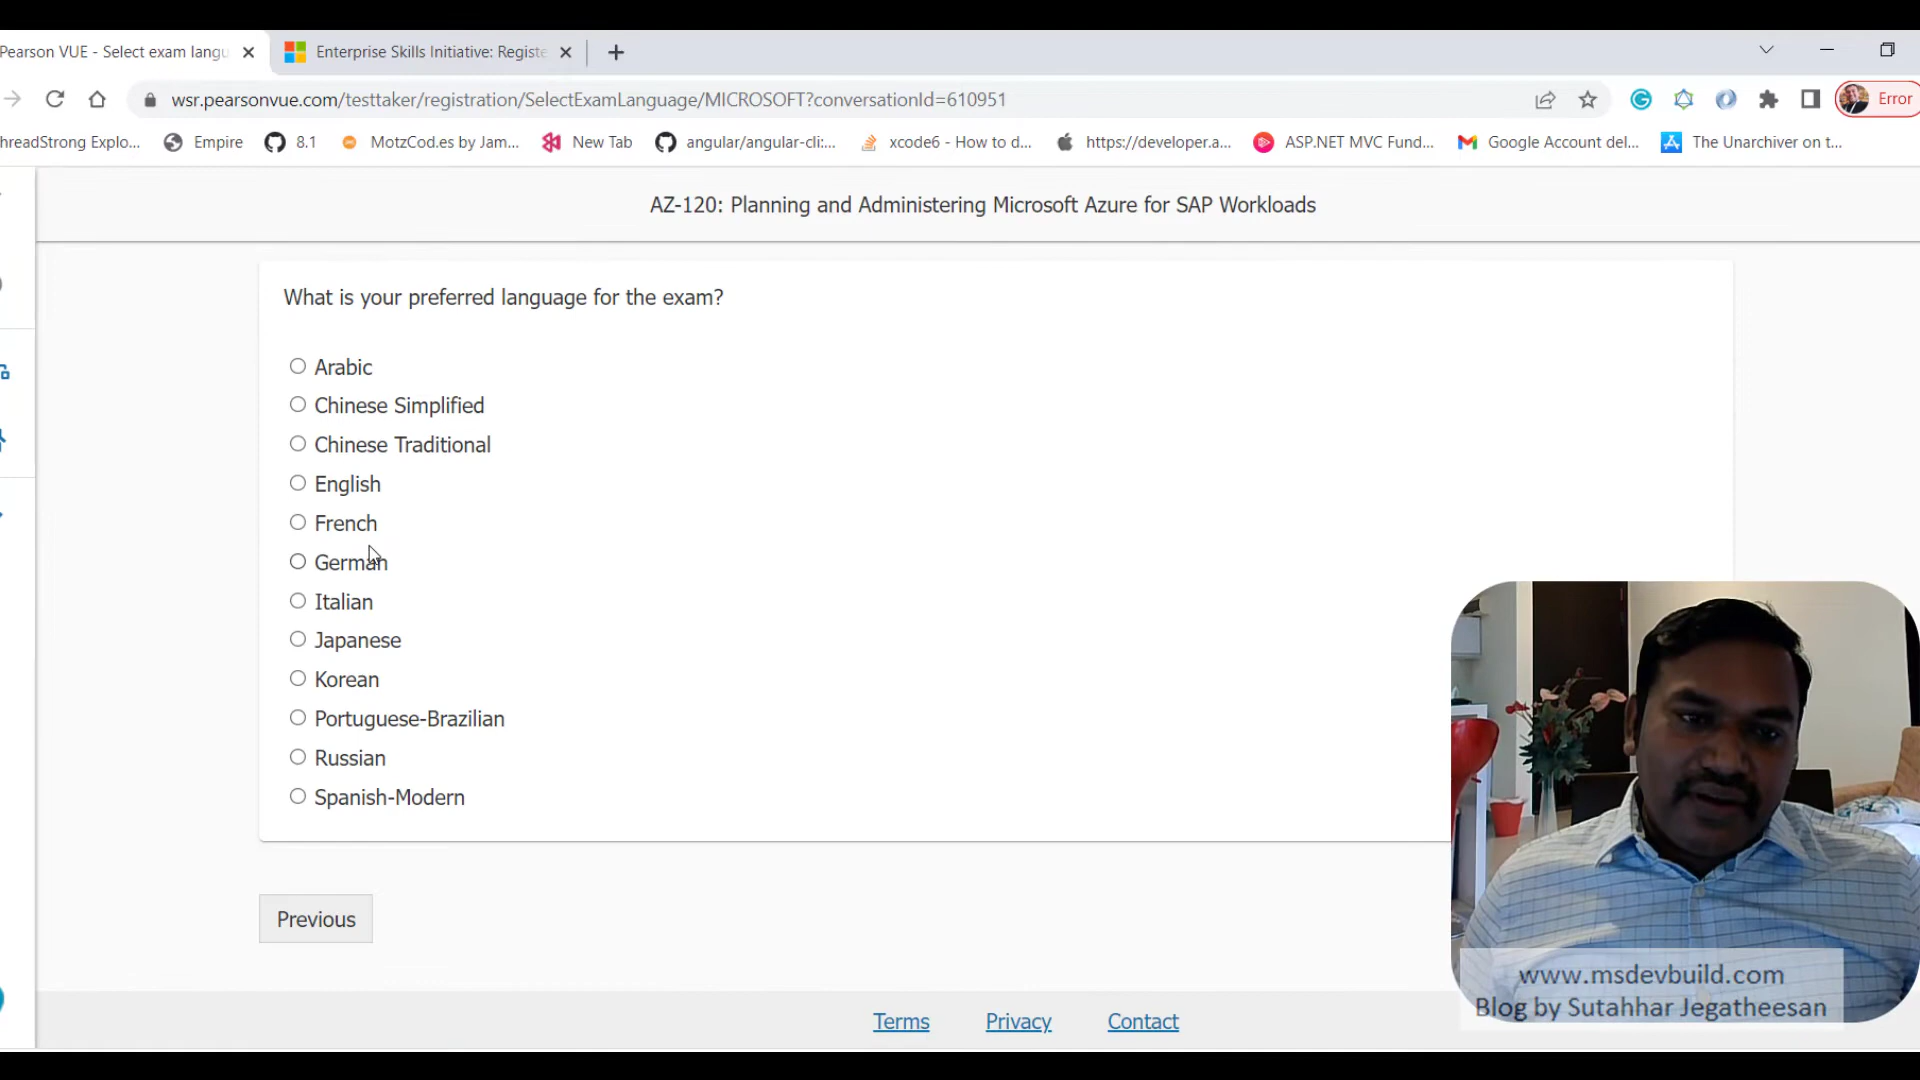 Pearson VUE - Select exam langu
Enterprise Skills Initiative: Registe
wsr.pearsonvue.com/testtaker/registration/SelectExamLanguage/MICROSOFT?conversationId=610951
Error
hreadStrong Explo...
Empire
8.1
MotzCod.es by Jam...
New Tab
angular/angular-cli:...
xcode6 - How to d...
https://developer.a...
ASP.NET MVC Fund...
Google Account del...
The Unarchiver on t...
AZ-120: Planning and Administering Microsoft Azure for SAP Workloads
What is your preferred language for the exam?
Arabic
Chinese Simplified
Chinese Traditional
English
French
German
Italian
Japanese
Korean
Portuguese-Brazilian
Russian
Spanish-Modern
Previous
Terms
Privacy
Contact
www.msdevbuild.com
Blog by Sutahhar Jegatheesan